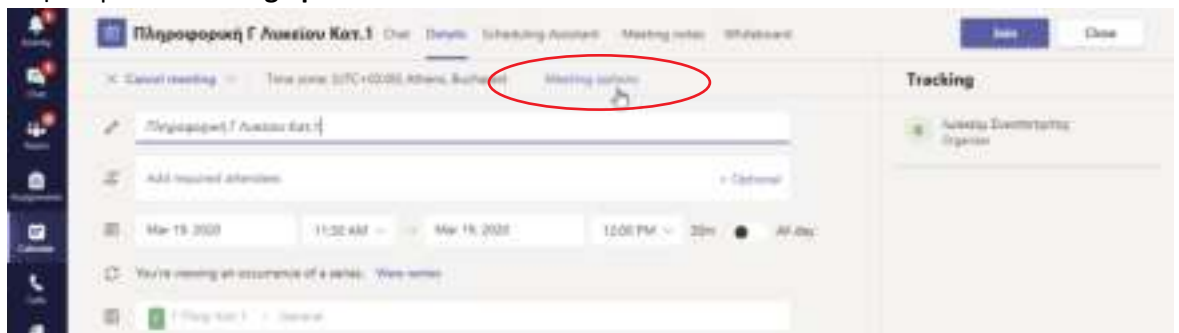 Πληροφορική Γ Λυκείου Κατ.1 Chat Details Scheduling Assistant Meeting notes Whiteboard
Join Close
Cancel meeting Time zone: (UTC+02:00) Athens, Bucharest Meeting options
Tracking
Πληροφορική Γ Λυκείου Κατ.1
Organizer
Add required attendees + Optional
Mar 19, 2020 11:30 AM Mar 19, 2020 12:00 PM 30m All day
You're viewing an occurrence of a series. View series
General
Activity
Chat
Teams
Assignments
Calendar
Calls